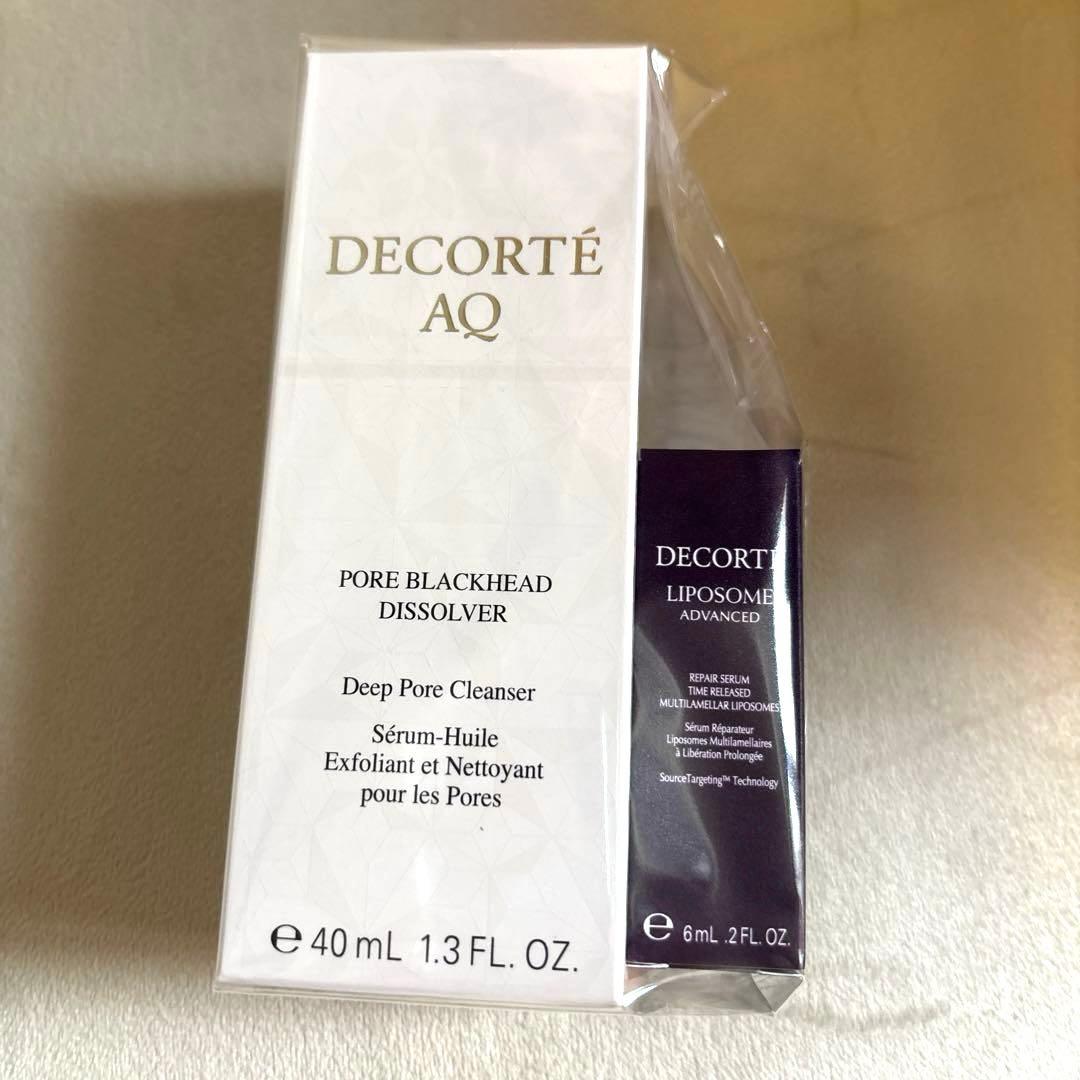 DECORTÉ
AQ
PORE BLACKHEAD
DISSOLVER
Deep Pore Cleanser
Sérum-Huile
Exfoliant et Nettoyant
pour les Pores
℮ 40 mL 1.3 FL. OZ.
DECORTÉ
LIPOSOME
ADVANCED
REPAIR SERUM
TIME RELEASED
MULTILAMELLAR LIPOSOMES
Sérum Réparateur
Liposomes Multilamellaires
à Libération Prolongée
SourceTargeting™ Technology
℮ 6 mL .2 FL. OZ.